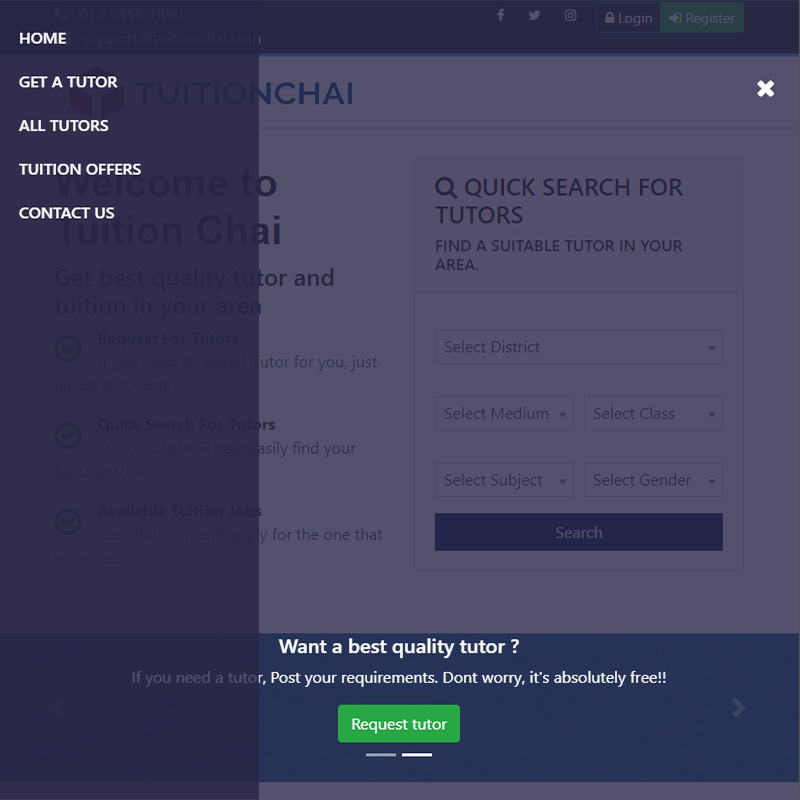 012 3456 7890
Login
Register
support@tuitionchai.com
HOME
GET A TUTOR
ALL TUTORS
TUITION OFFERS
CONTACT US
TUITIONCHAI
Welcome to
Tuition Chai
Get best quality tutor and
tuition in your area
Request For Tutors
If you need an Expert Tutor for you, just
fill out the Form!
Quick Search For Tutors
Tuition Chai will help easily find your
favorite Tutors
Available Tuition Jobs
See all tuition and apply for the one that
suits you!
QUICK SEARCH FOR
TUTORS
FIND A SUITABLE TUTOR IN YOUR
AREA.
Select District
Select Medium
Select Class
Select Subject
Select Gender
Search
Want a best quality tutor ?
If you need a tutor, Post your requirements. Dont worry, it's absolutely free!!
Request tutor